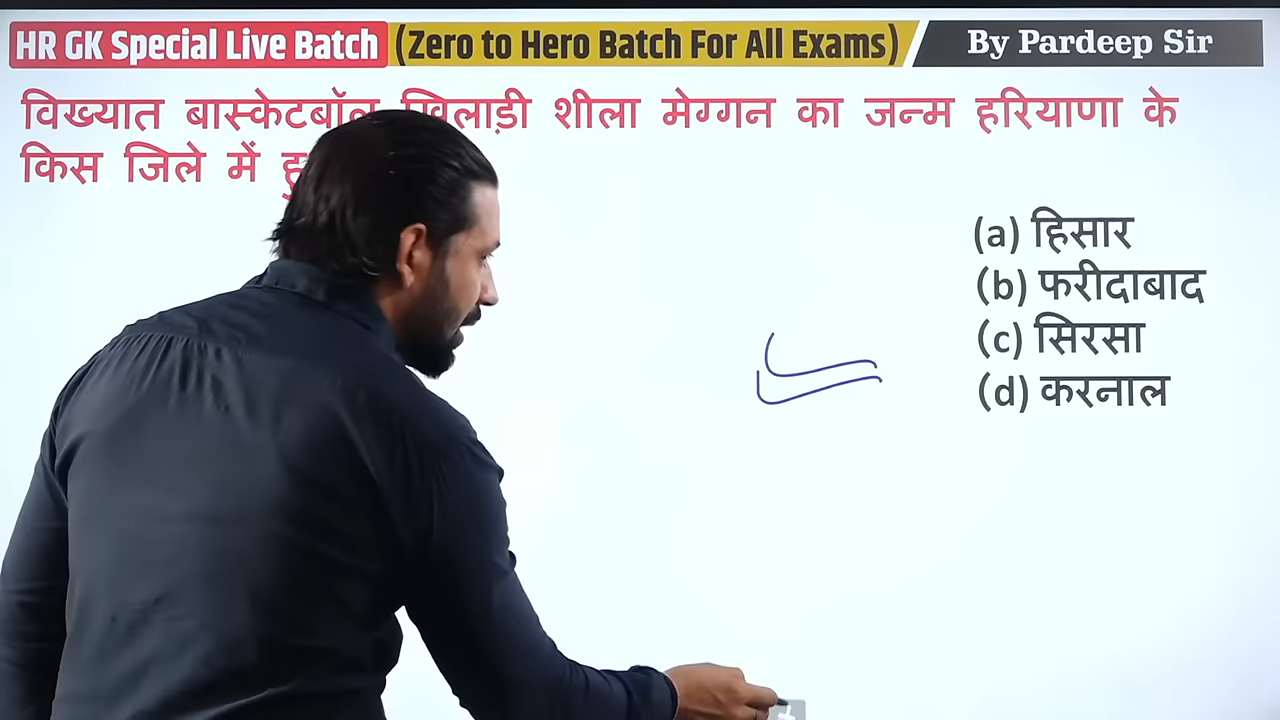 HR GK Special Live Batch (Zero to Hero Batch For All Exams) By Pardeep Sir
विख्यात शीला मेग्गन का जन्म हरियाणा के
किस जिले में
(a) हिसार
(b) फरीदाबाद
(c) सिरसा
(d) करनाल